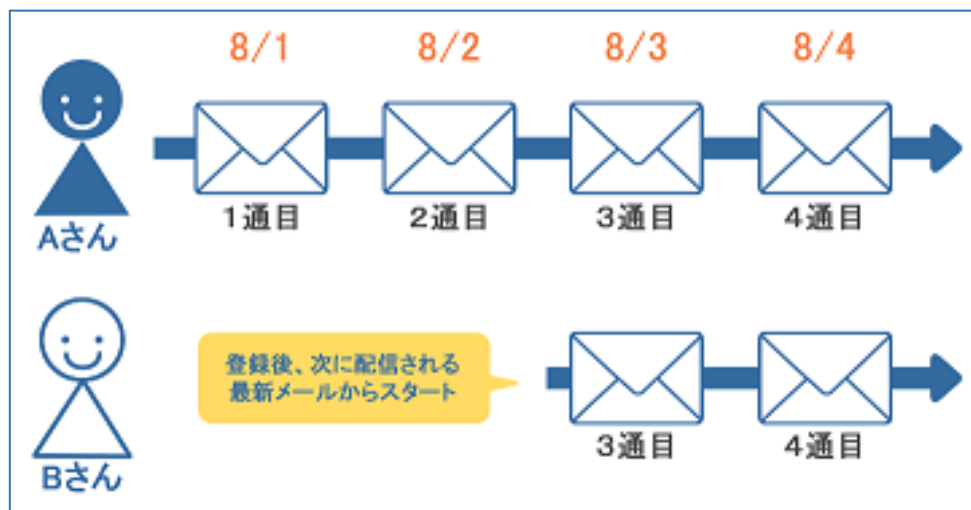 8/1 8/2 8/3 8/4
1通目 2通目 3通目 4通目
Aさん
登録後、次に配信される
最新メールからスタート
3通目 4通目
Bさん